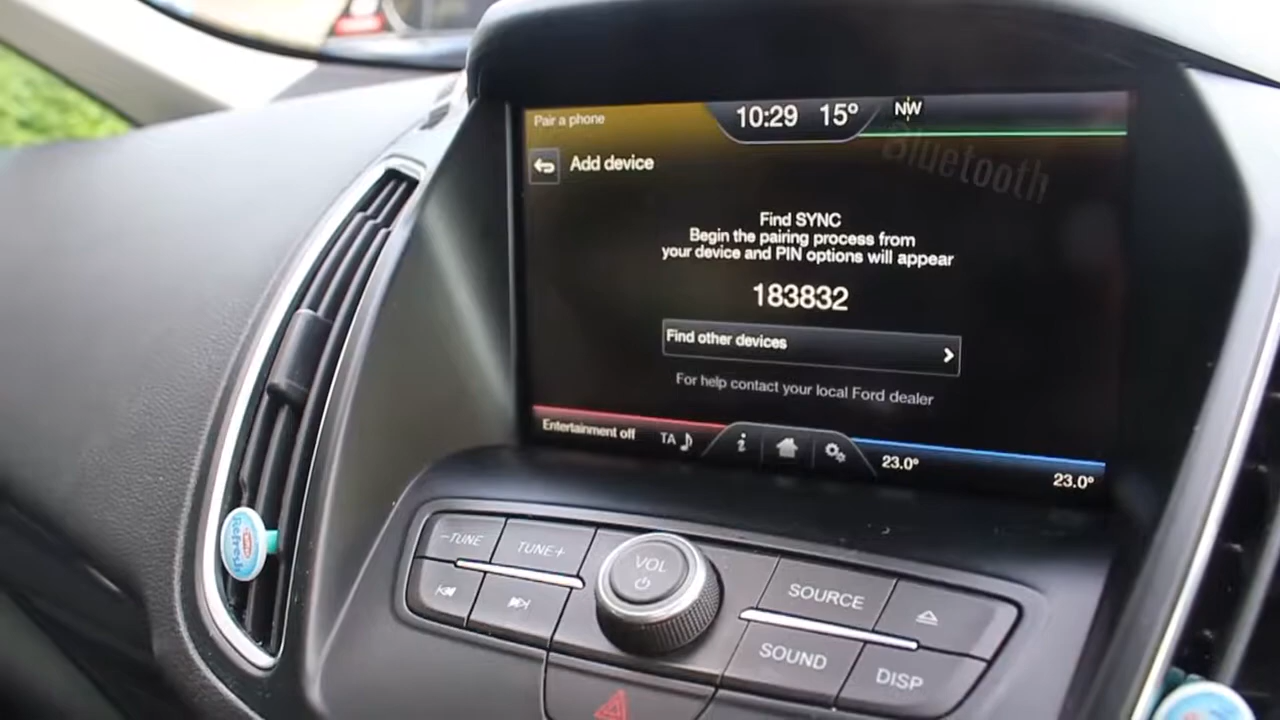 Pair a phone
10:29 15° NW
Bluetooth
Add device
Find SYNC
Begin the pairing process from
your device and PIN options will appear
183832
Find other devices
For help contact your local Ford dealer
Entertainment off TA
23.0° 23.0°
-TUNE TUNE+
VOL
SOURCE
SOUND DISP
Refresh